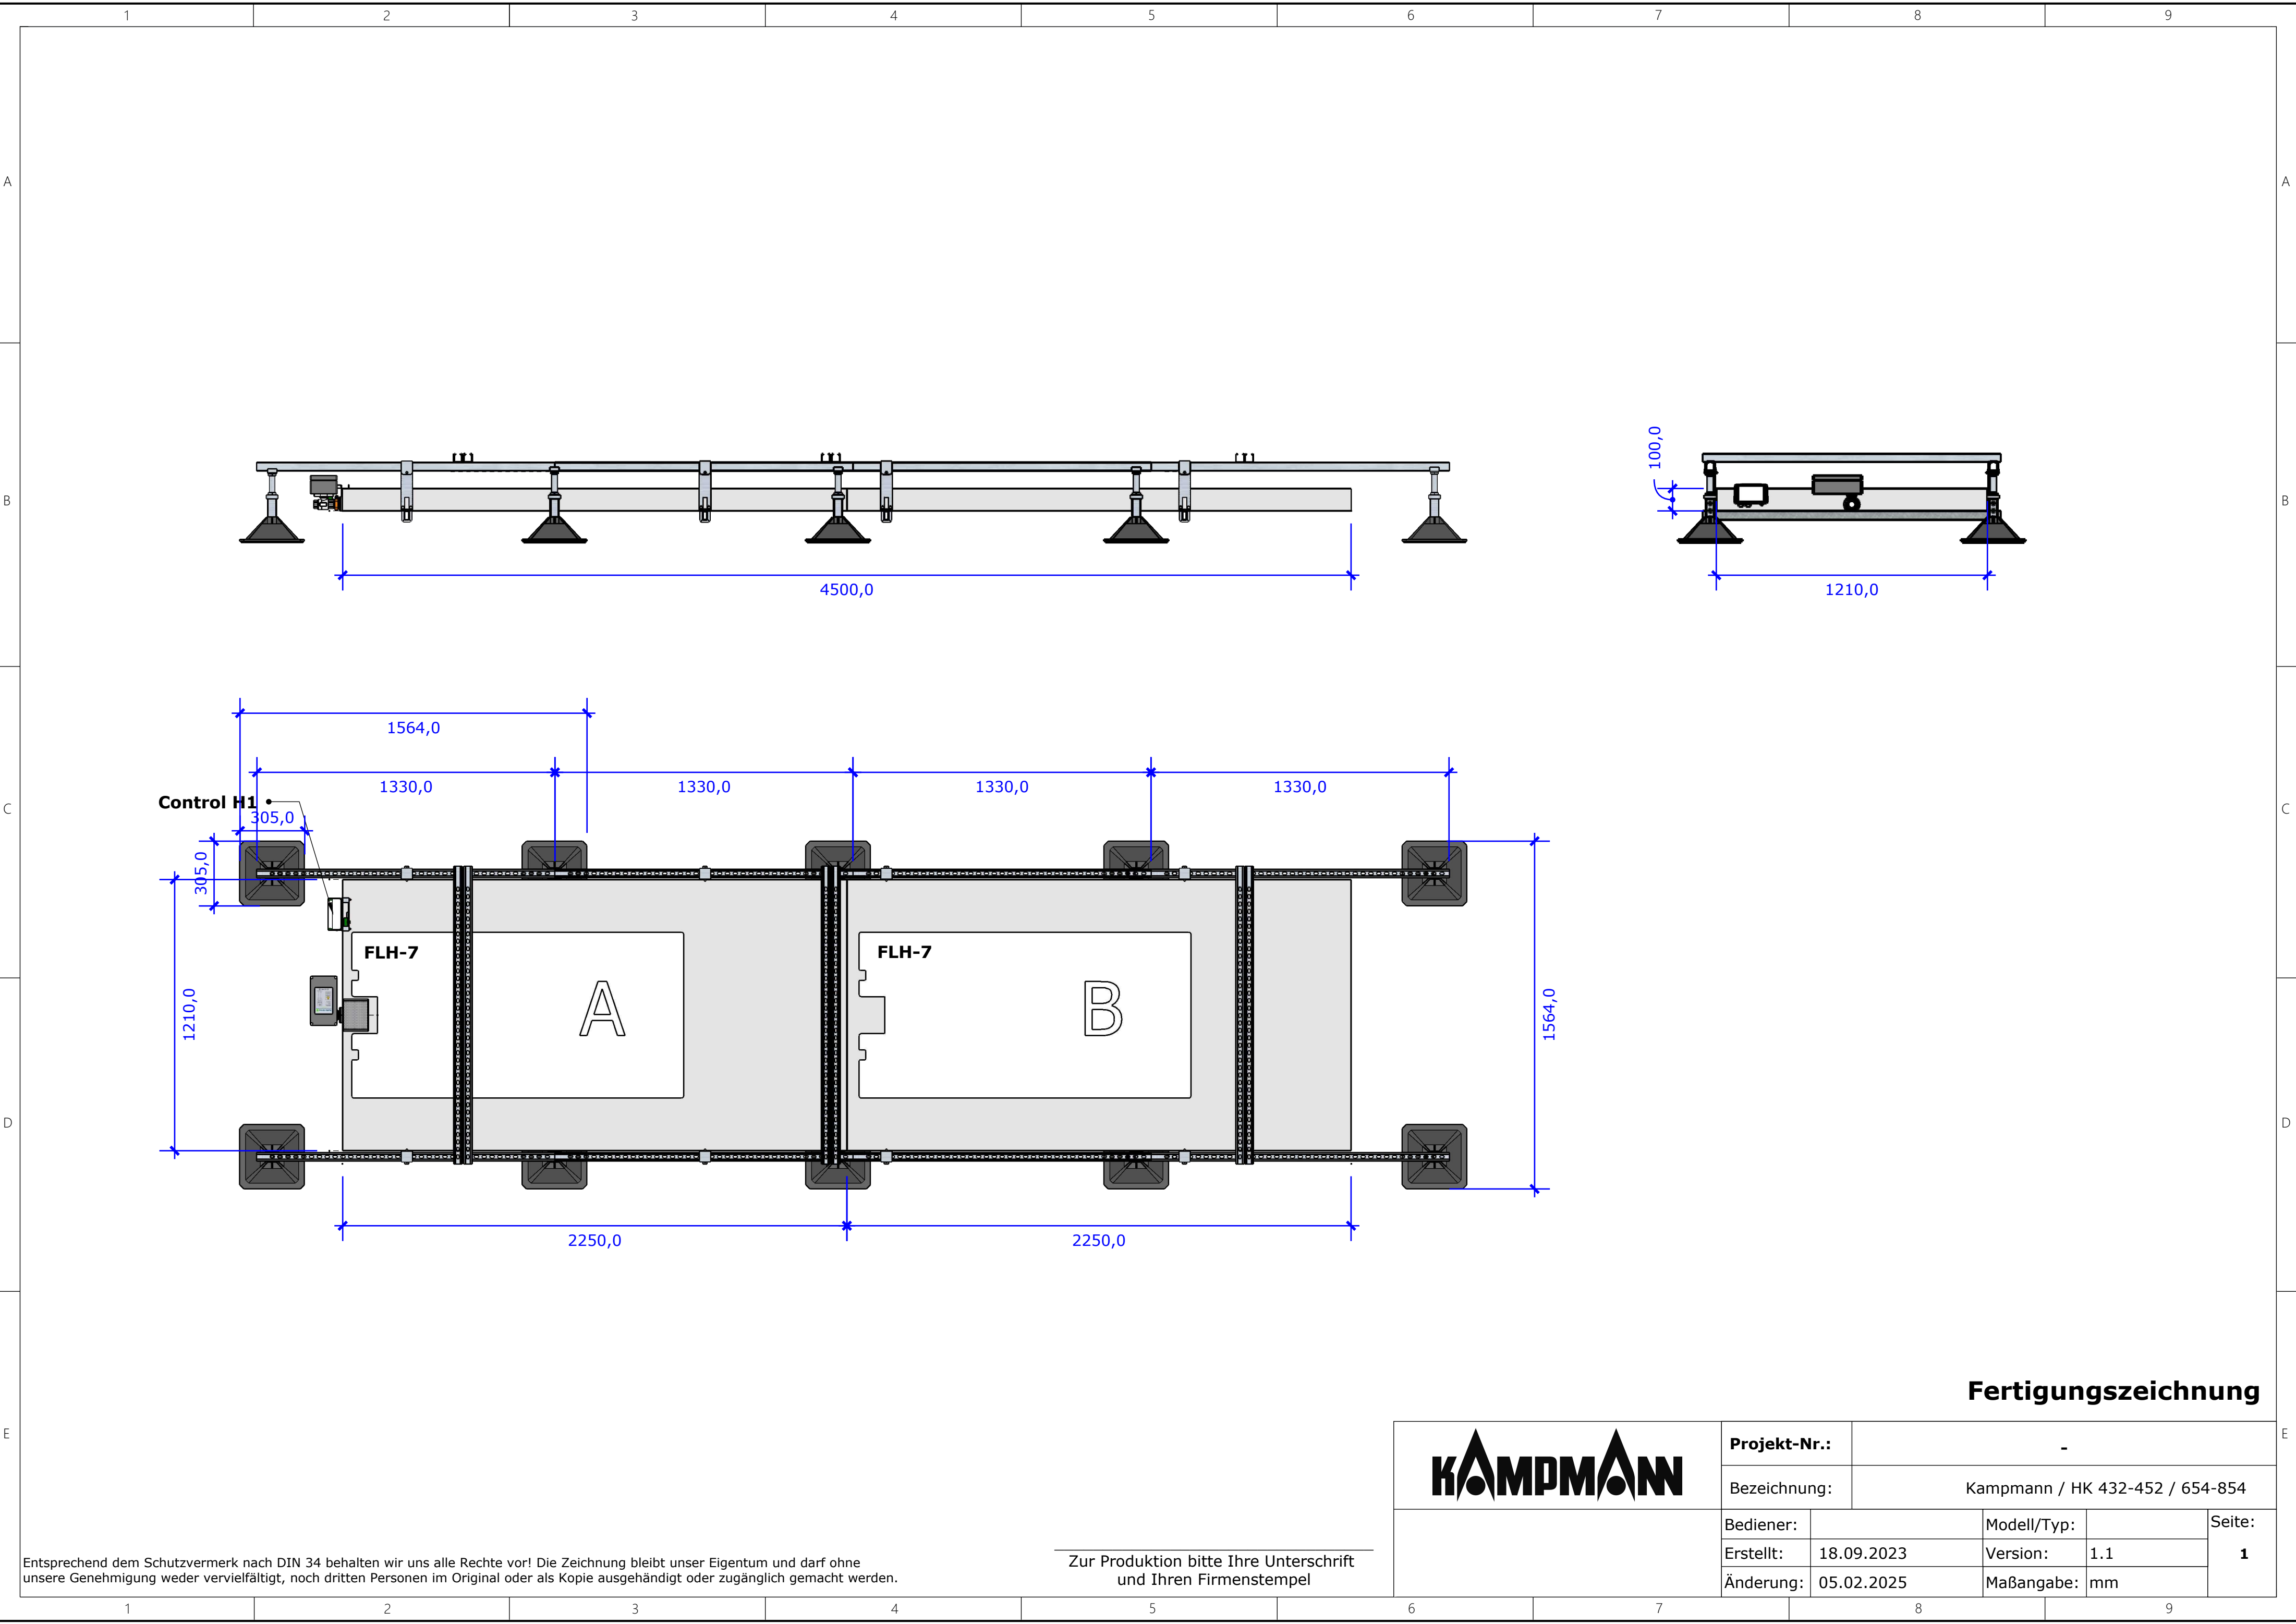 1 2 3 4 5 6 7 8 9
A A
100,0
B B
4500,0 1210,0
1564,0
1330,0 1330,0 1330,0 1330,0
Control H1
305,0
C C
305,0
FLH-7 FLH-7
1210,0
A B
1564,0
D D
2250,0 2250,0
Fertigungszeichnung
E E
KAMPMANN
Projekt-Nr.: -
Bezeichnung: Kampmann / HK 432-452 / 654-854
Bediener: Modell/Typ: Seite:
Erstellt: 18.09.2023 Version: 1.1 1
Änderung: 05.02.2025 Maßangabe: mm
Entsprechend dem Schutzvermerk nach DIN 34 behalten wir uns alle Rechte vor! Die Zeichnung bleibt unser Eigentum und darf ohne
unsere Genehmigung weder vervielfältigt, noch dritten Personen im Original oder als Kopie ausgehändigt oder zugänglich gemacht werden.
Zur Produktion bitte Ihre Unterschrift
und Ihren Firmenstempel
1 2 3 4 5 6 7 8 9